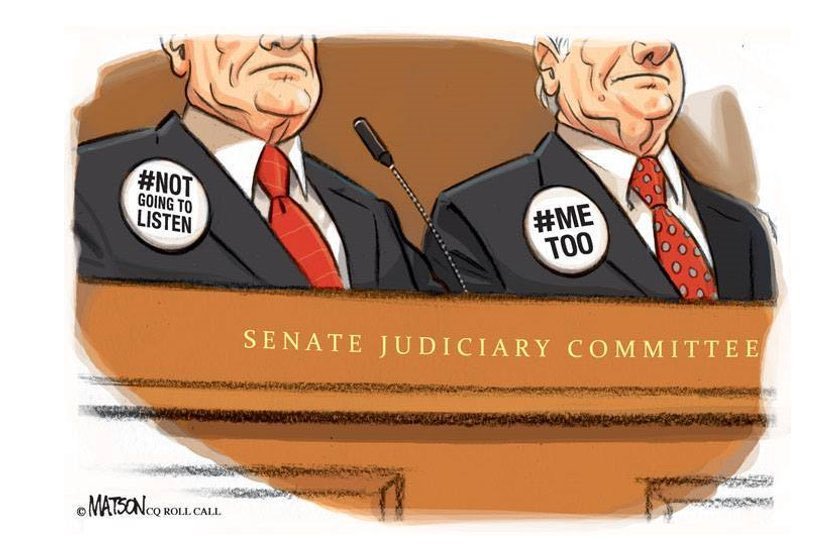 #NOT
GOING TO
LISTEN
#ME
TOO
SENATE JUDICIARY COMMITTEE
© MATSON CQ ROLL CALL